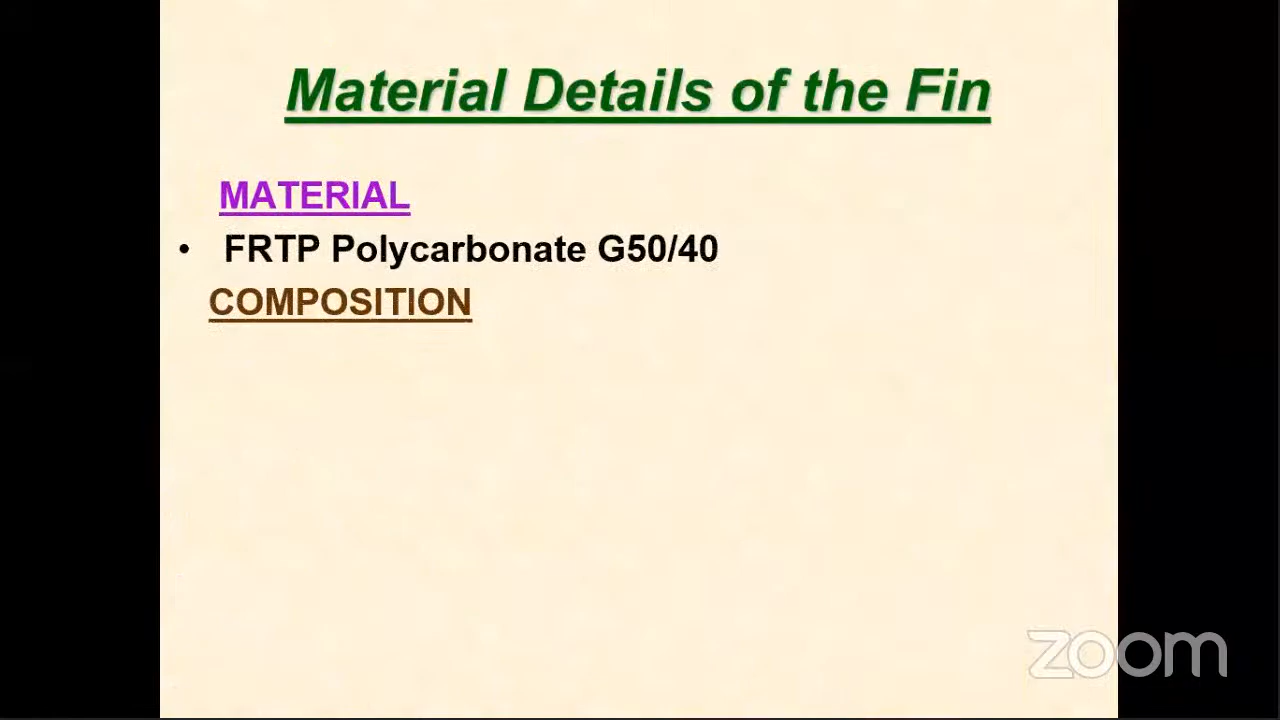 Material Details of the Fin
MATERIAL
• FRTP Polycarbonate G50/40
COMPOSITION
zoom